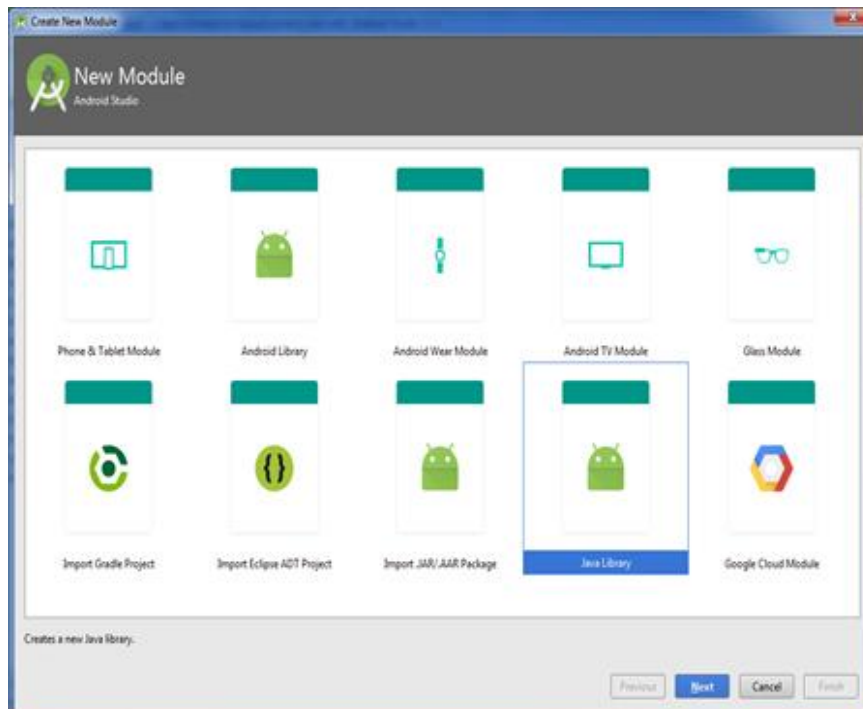 Create New Module
New Module
Android Studio
Phone & Tablet Module
Android Library
Android Wear Module
Android TV Module
Glass Module
Import Gradle Project
Import Eclipse ADT Project
Import .JAR/.AAR Package
Java Library
Google Cloud Module
Creates a new Java library.
Previous
Next
Cancel
Finish